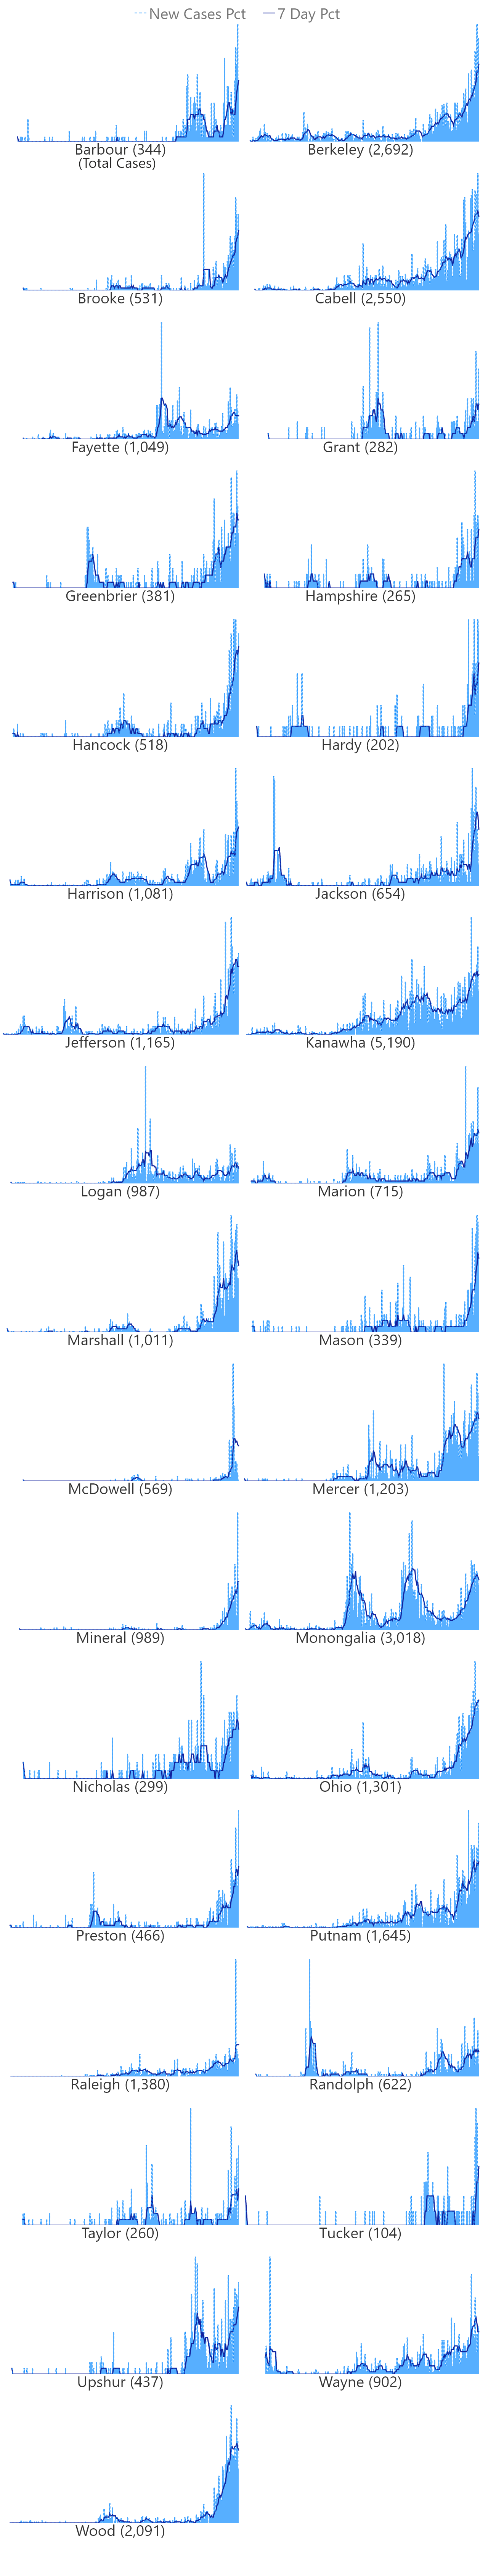 New Cases Pct 7 Day Pct
Barbour (344) Berkeley (2,692)
(Total Cases)
Brooke (531) Cabell (2,550)
Fayette (1,049) Grant (282)
Greenbrier (381) Hampshire (265)
Hancock (518) Hardy (202)
Harrison (1,081) Jackson (654)
Jefferson (1,165) Kanawha (5,190)
Logan (987) Marion (715)
Marshall (1,011) Mason (339)
McDowell (569) Mercer (1,203)
Mineral (989) Monongalia (3,018)
Nicholas (299) Ohio (1,301)
Preston (466) Putnam (1,645)
Raleigh (1,380) Randolph (622)
Taylor (260) Tucker (104)
Upshur (437) Wayne (902)
Wood (2,091)